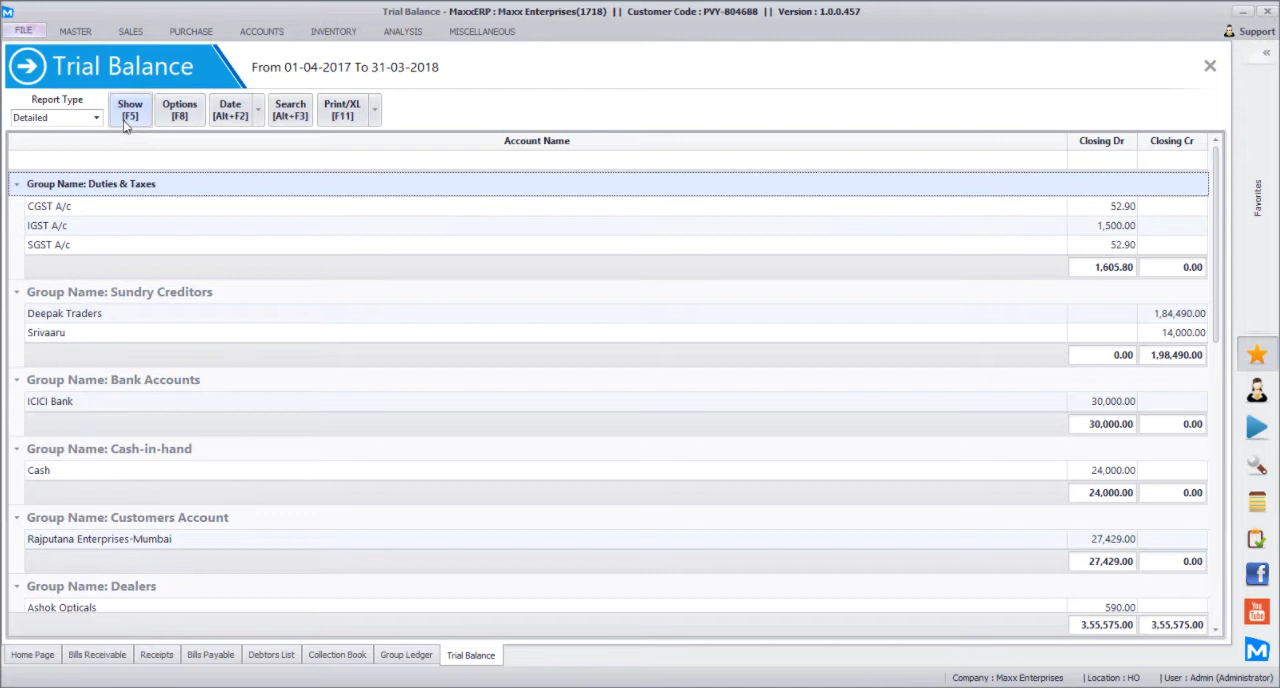 Trial Balance - MaxxERP : Maxx Enterprises(1718) || Customer Code : PVY-804688 || Version : 1.0.0.457
FILE MASTER SALES PURCHASE ACCOUNTS INVENTORY ANALYSIS MISCELLANEOUS Support
Trial Balance From 01-04-2017 To 31-03-2018
Report Type
Detailed
Show [F5]
Options [F8]
Date [Alt+F2]
Search [Alt+F3]
Print/XL [F11]
Account Name Closing Dr Closing Cr
Group Name: Duties & Taxes
CGST A/c 52.90
IGST A/c 1,500.00
SGST A/c 52.90
1,605.80 0.00
Group Name: Sundry Creditors
Deepak Traders 1,84,490.00
Srivaaru 14,000.00
0.00 1,98,490.00
Group Name: Bank Accounts
ICICI Bank 30,000.00
30,000.00 0.00
Group Name: Cash-in-hand
Cash 24,000.00
24,000.00 0.00
Group Name: Customers Account
Rajputana Enterprises-Mumbai 27,429.00
27,429.00 0.00
Group Name: Dealers
Ashok Opticals 590.00
3,55,575.00 3,55,575.00
Favorites
You Tube
Home Page Bills Receivable Receipts Bills Payable Debtors List Collection Book Group Ledger Trial Balance
Company : Maxx Enterprises | Location : HO | User : Admin (Administrator)